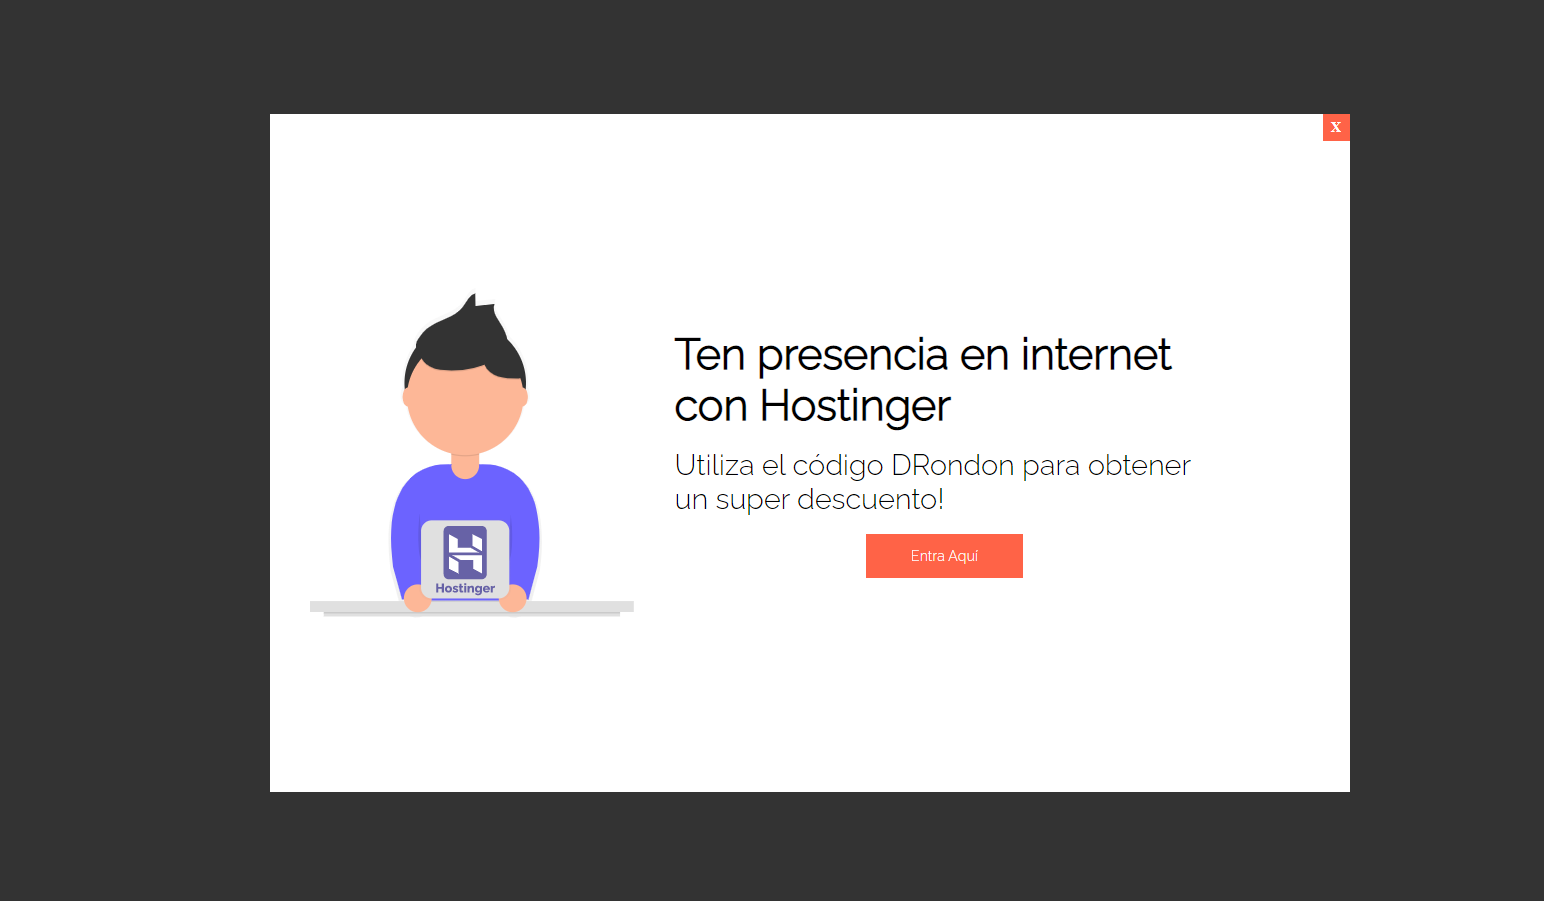 X
Ten presencia en internet
con Hostinger
Utiliza el código DRondon para obtener
un super descuento!
Entra Aquí
Hostinger